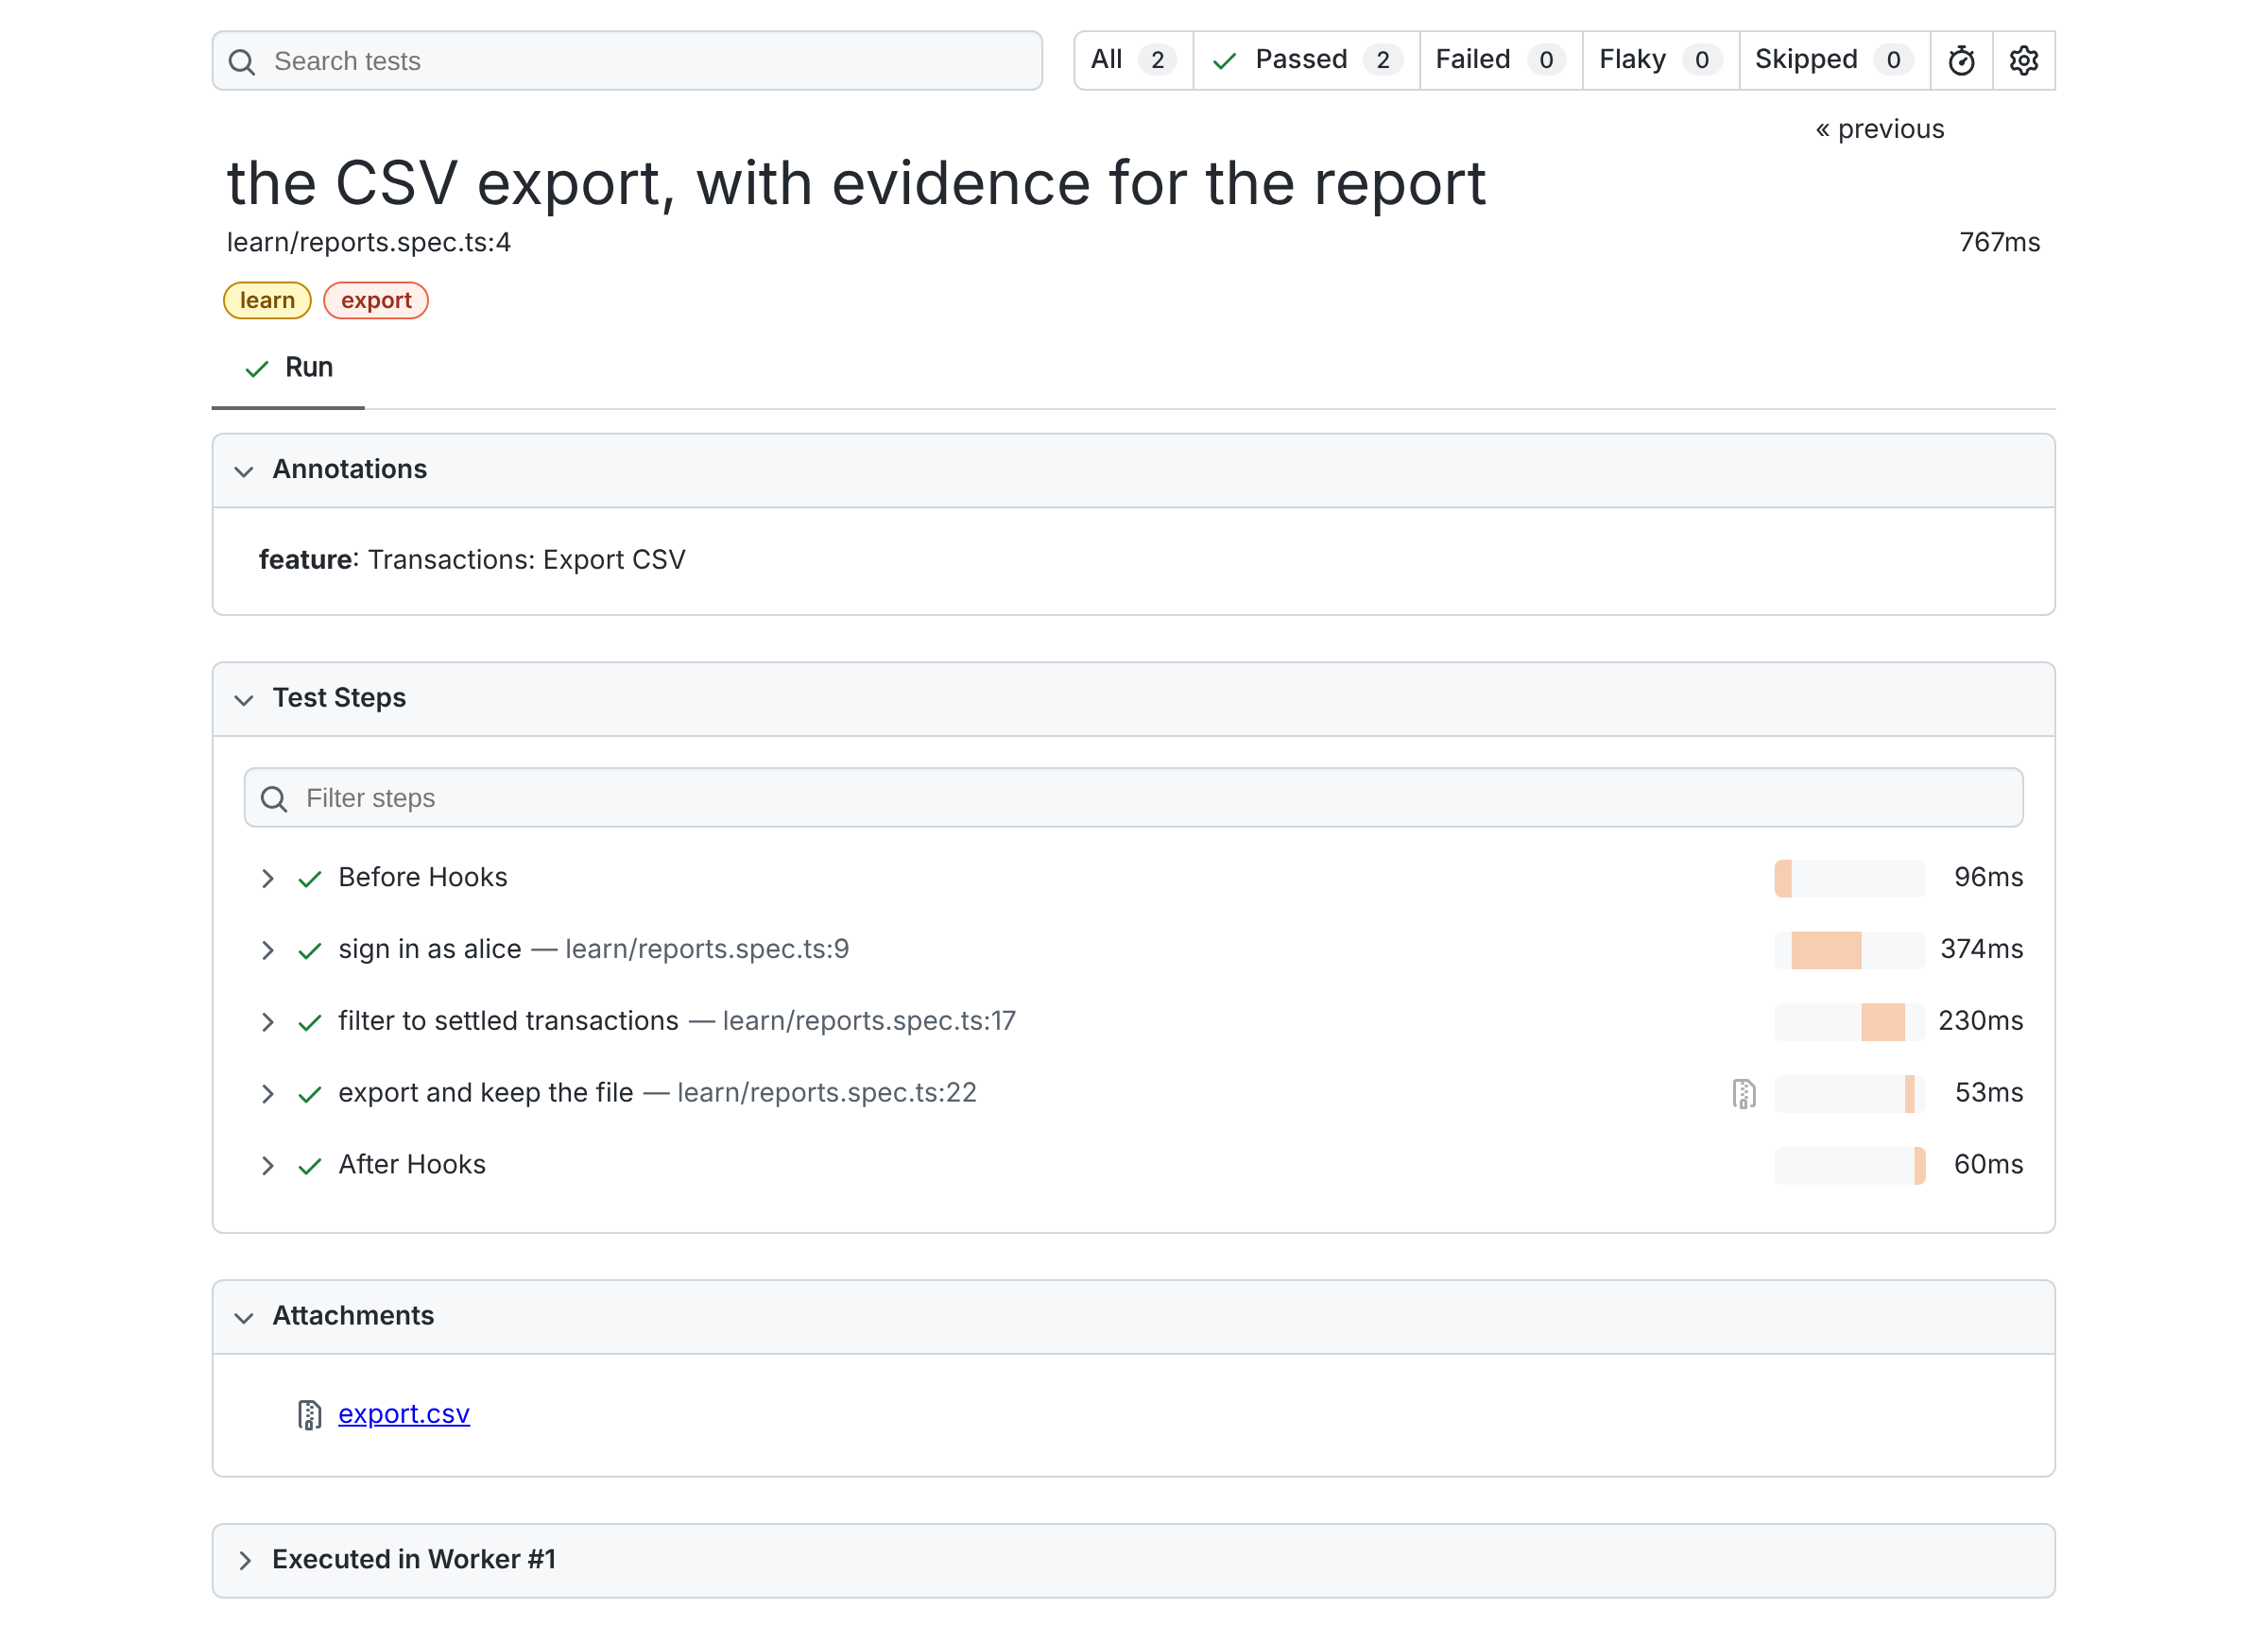 Search tests
All 2 Passed 2 Failed 0 Flaky 0 Skipped 0
« previous
the CSV export, with evidence for the report
learn/reports.spec.ts:4 767ms
learn export
Run
Annotations
feature: Transactions: Export CSV
Test Steps
Filter steps
Before Hooks 96ms
sign in as alice — learn/reports.spec.ts:9 374ms
filter to settled transactions — learn/reports.spec.ts:17 230ms
export and keep the file — learn/reports.spec.ts:22 53ms
After Hooks 60ms
Attachments
export.csv
Executed in Worker #1